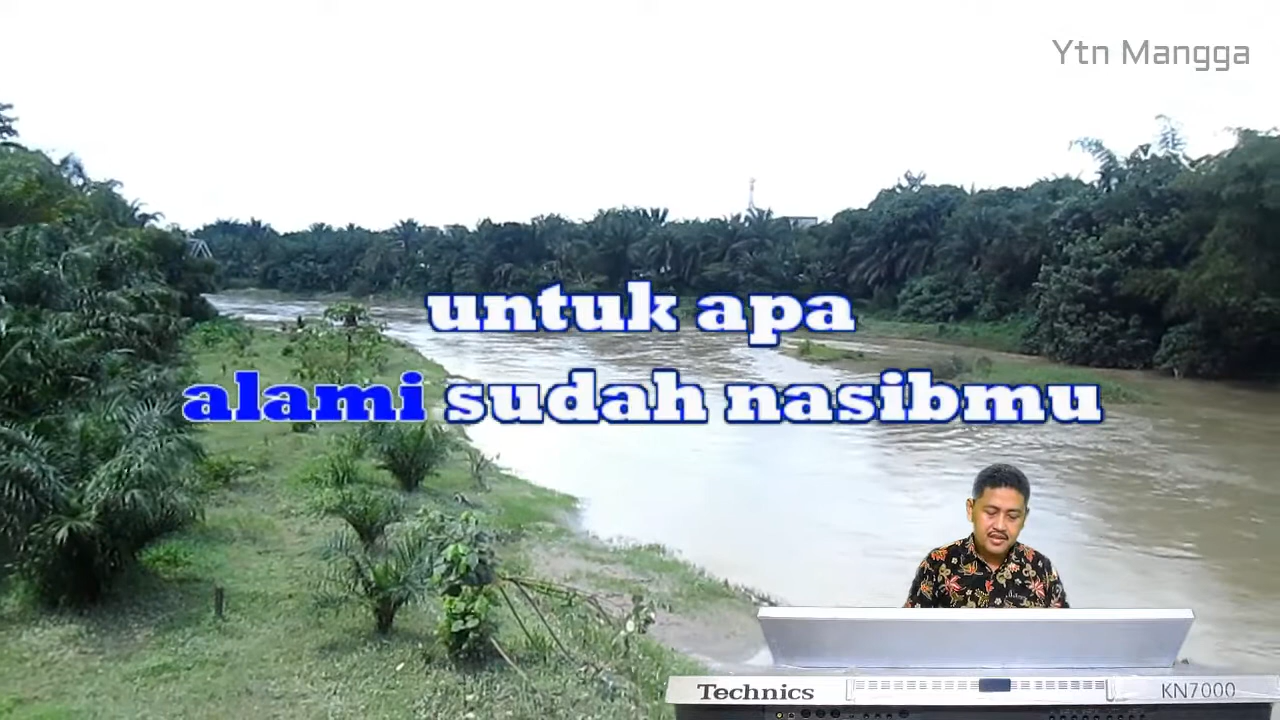 Ytn Mangga
untuk apa
alami sudah nasibmu
Technics
KN7000